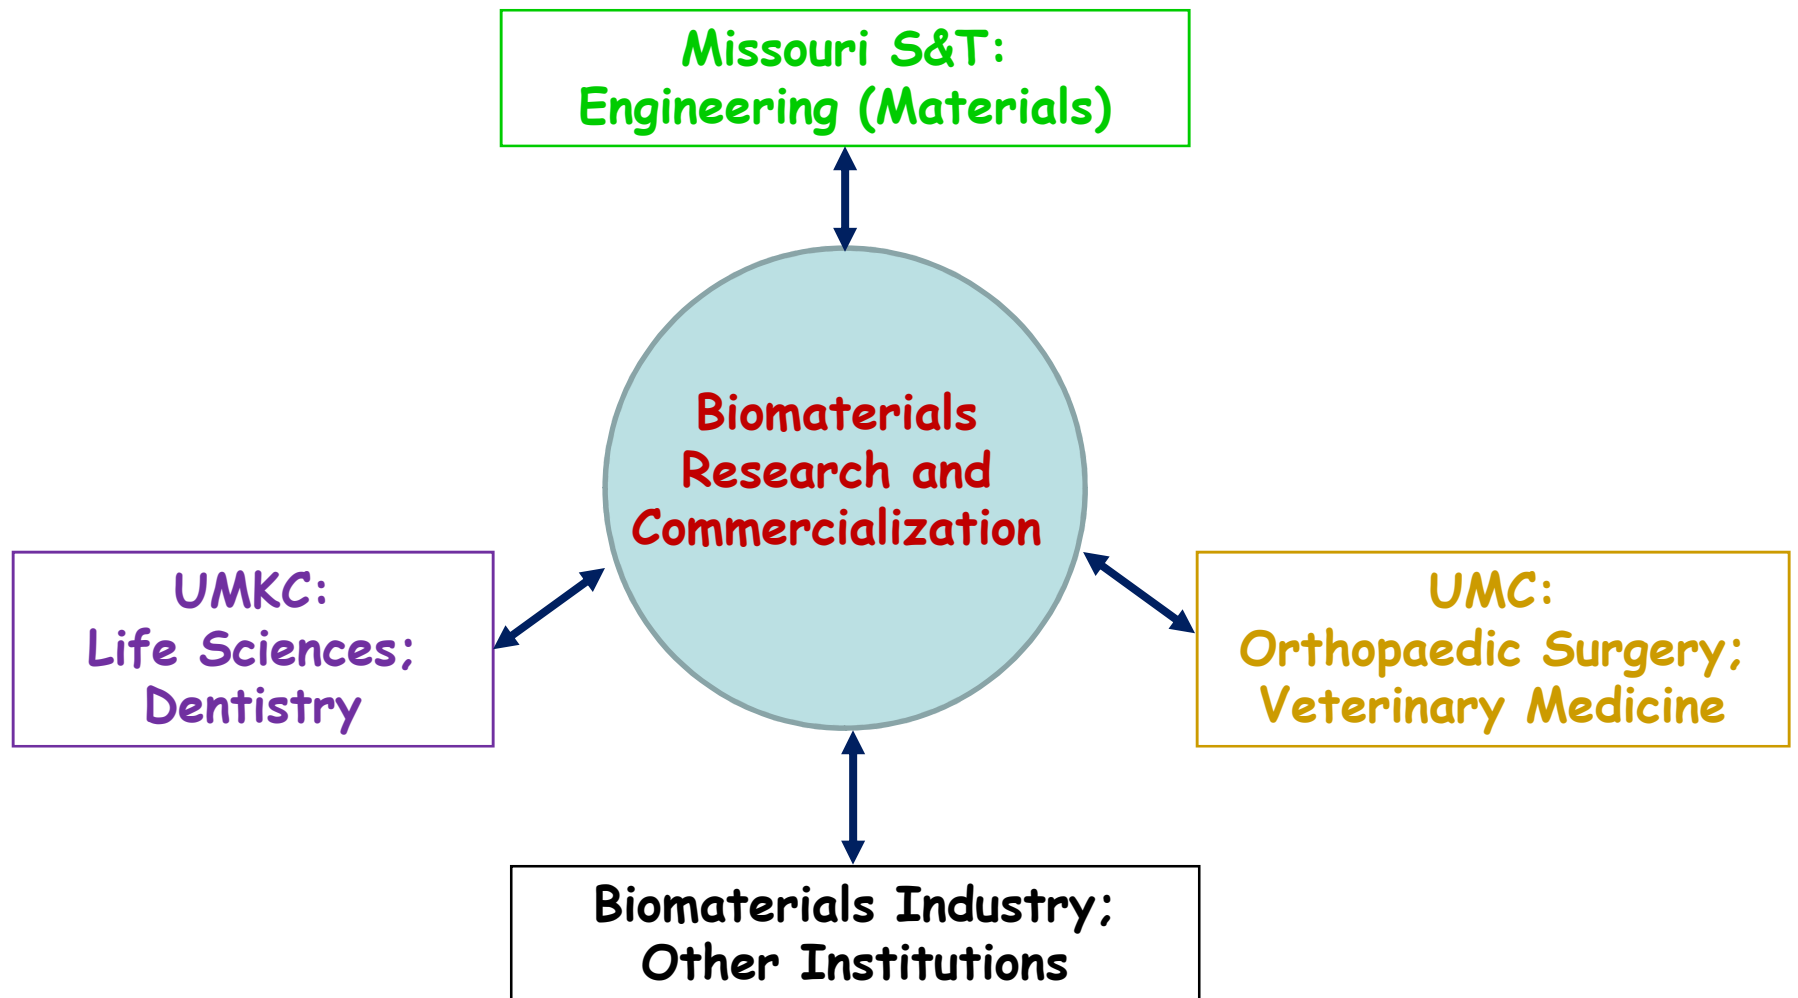 Missouri S&T:
Engineering (Materials)
Biomaterials
Research and
Commercialization
UMKC:
Life Sciences;
Dentistry
UMC:
Orthopaedic Surgery;
Veterinary Medicine
Biomaterials Industry;
Other Institutions